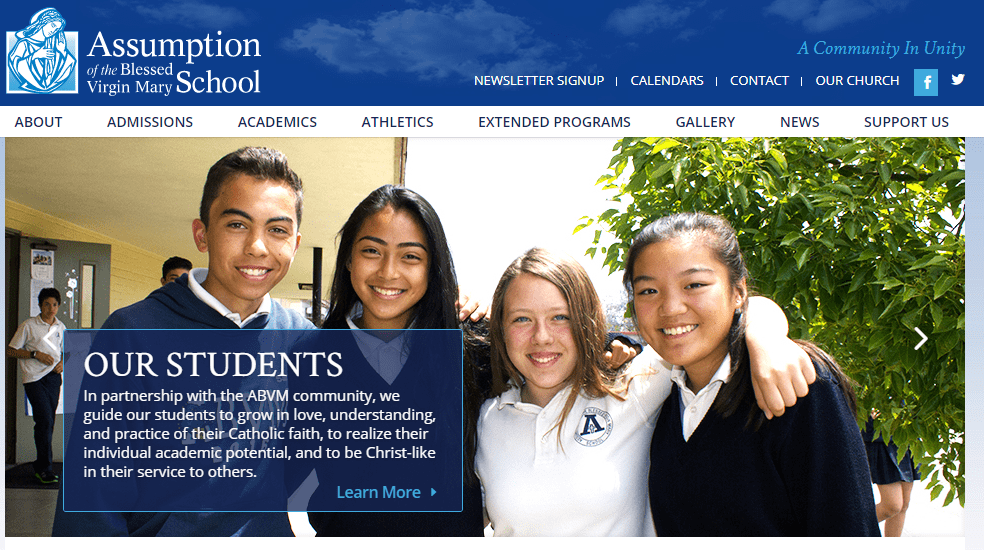 Assumption
of the Blessed
Virgin Mary School
A Community In Unity
NEWSLETTER SIGNUP | CALENDARS | CONTACT | OUR CHURCH f
ABOUT ADMISSIONS ACADEMICS ATHLETICS EXTENDED PROGRAMS GALLERY NEWS SUPPORT US
OUR STUDENTS
In partnership with the ABVM community, we
guide our students to grow in love, understanding,
and practice of their Catholic faith, to realize their
individual academic potential, and to be Christ-like
in their service to others.
Learn More
A